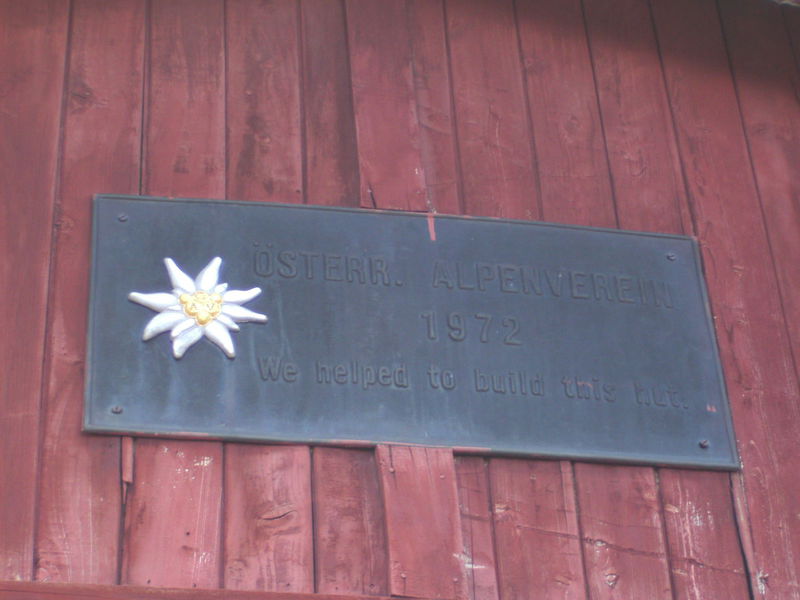 ÖSTERR. ALPENVEREIN
1972
We helped to build this hut.